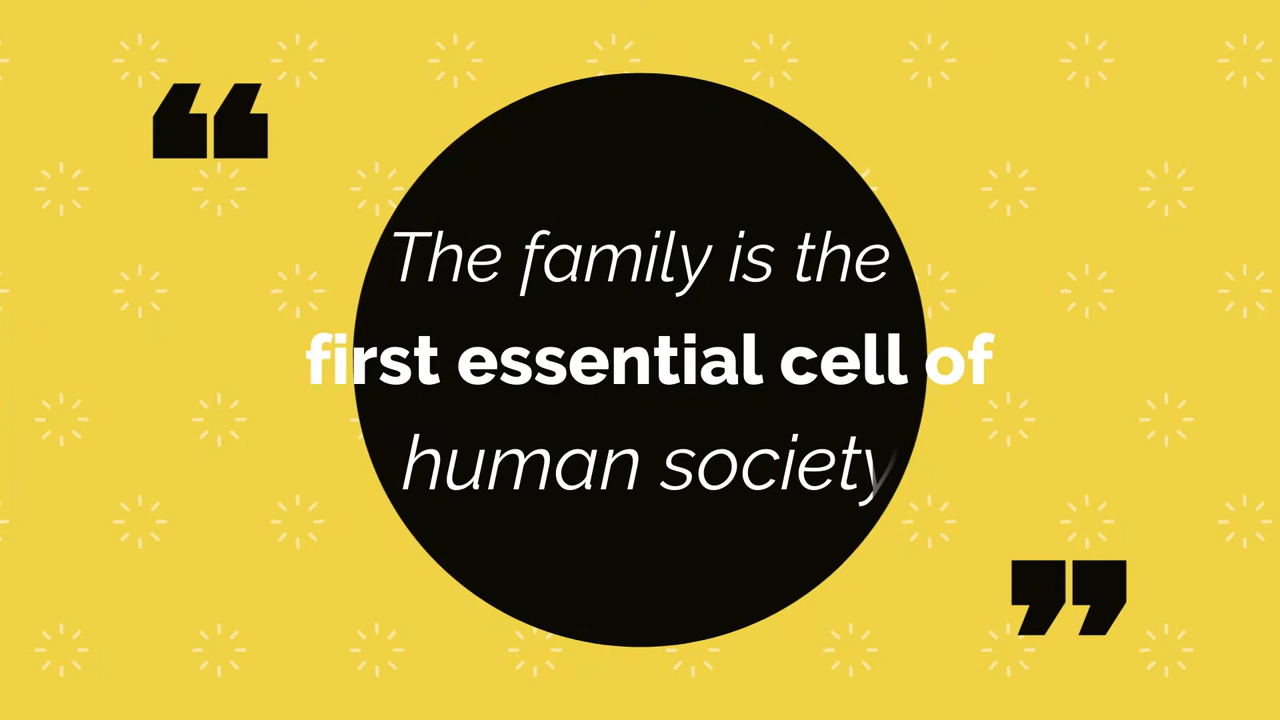 “
The family is the
first essential cell of
human society
”